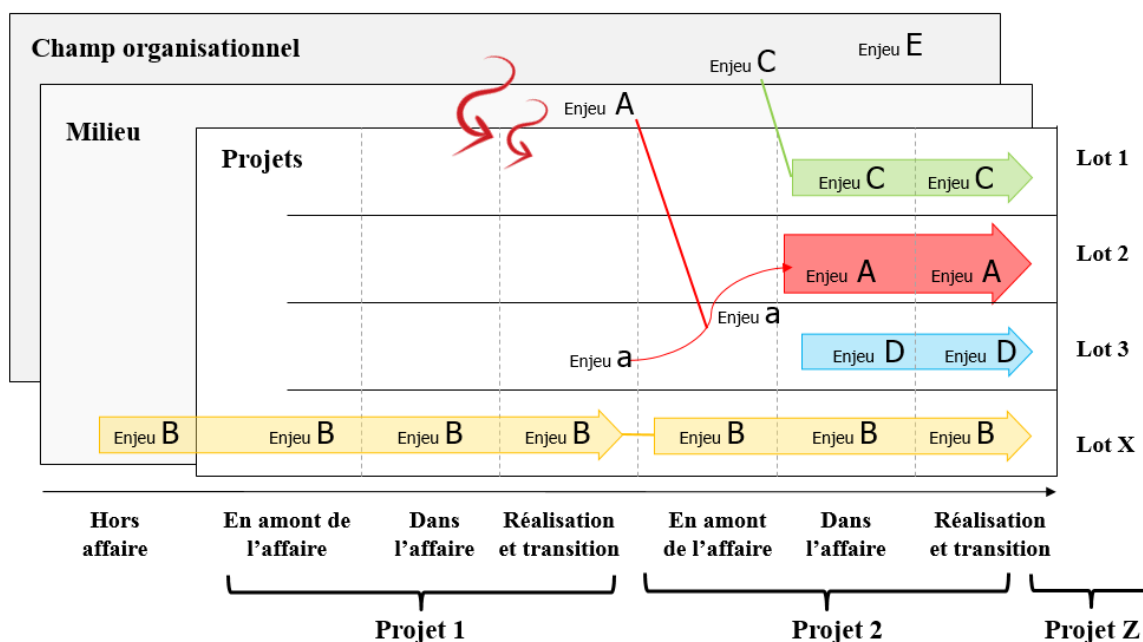 Champ organisationnel
Enjeu E
Enjeu C
Milieu
Enjeu A
Projets
Lot 1
Enjeu C Enjeu C
Lot 2
Enjeu A Enjeu A
Enjeu a
Enjeu a
Lot 3
Enjeu D Enjeu D
Enjeu B Enjeu B Enjeu B Enjeu B Enjeu B Enjeu B Enjeu B
Lot X
Hors
affaire
En amont de
l’affaire
Dans
l’affaire
Réalisation
et transition
En amont
de l’affaire
Dans
l’affaire
Réalisation
et transition
Projet 1
Projet 2
Projet Z